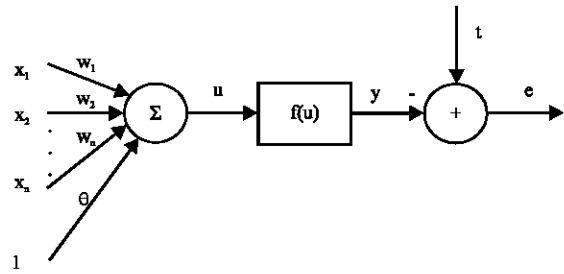 t
x₁ w₁
x₂ w₂ Σ u f(u) y - + e
. . .
xₙ wₙ
θ
1